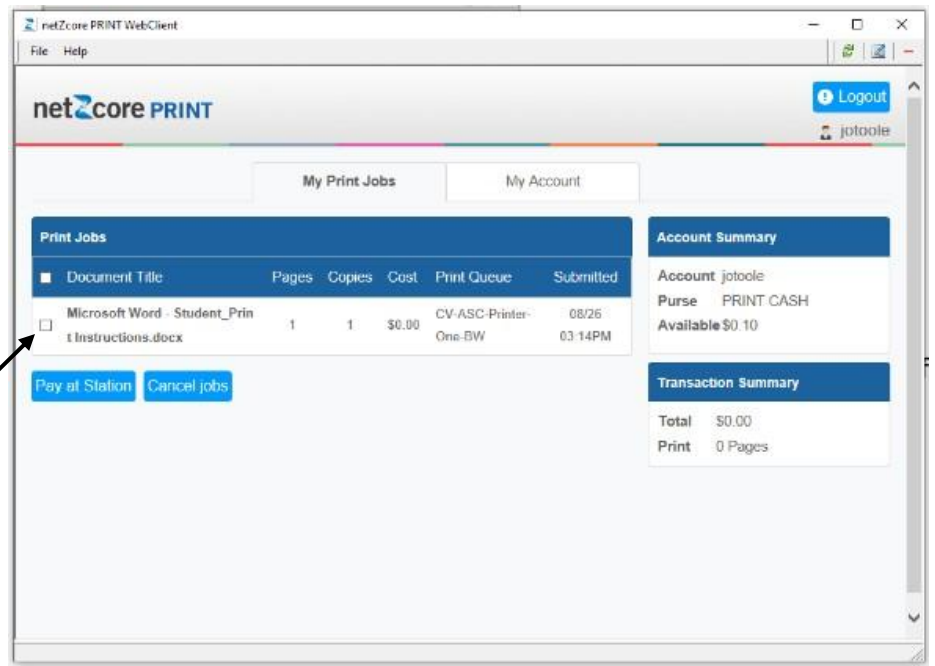 netZcore PRINT WebClient
File Help
netZcore PRINT
Logout
jotoole
My Print Jobs My Account
Print Jobs
Document Title Pages Copies Cost Print Queue Submitted
Microsoft Word - Student_Prin
t Instructions.docx
1 1 $0.00
CV-ASC-Printer-
One-BW
08/26
03:14PM
Pay at Station Cancel jobs
Account Summary
Account jotoole
Purse PRINT CASH
Available $0.10
Transaction Summary
Total $0.00
Print 0 Pages